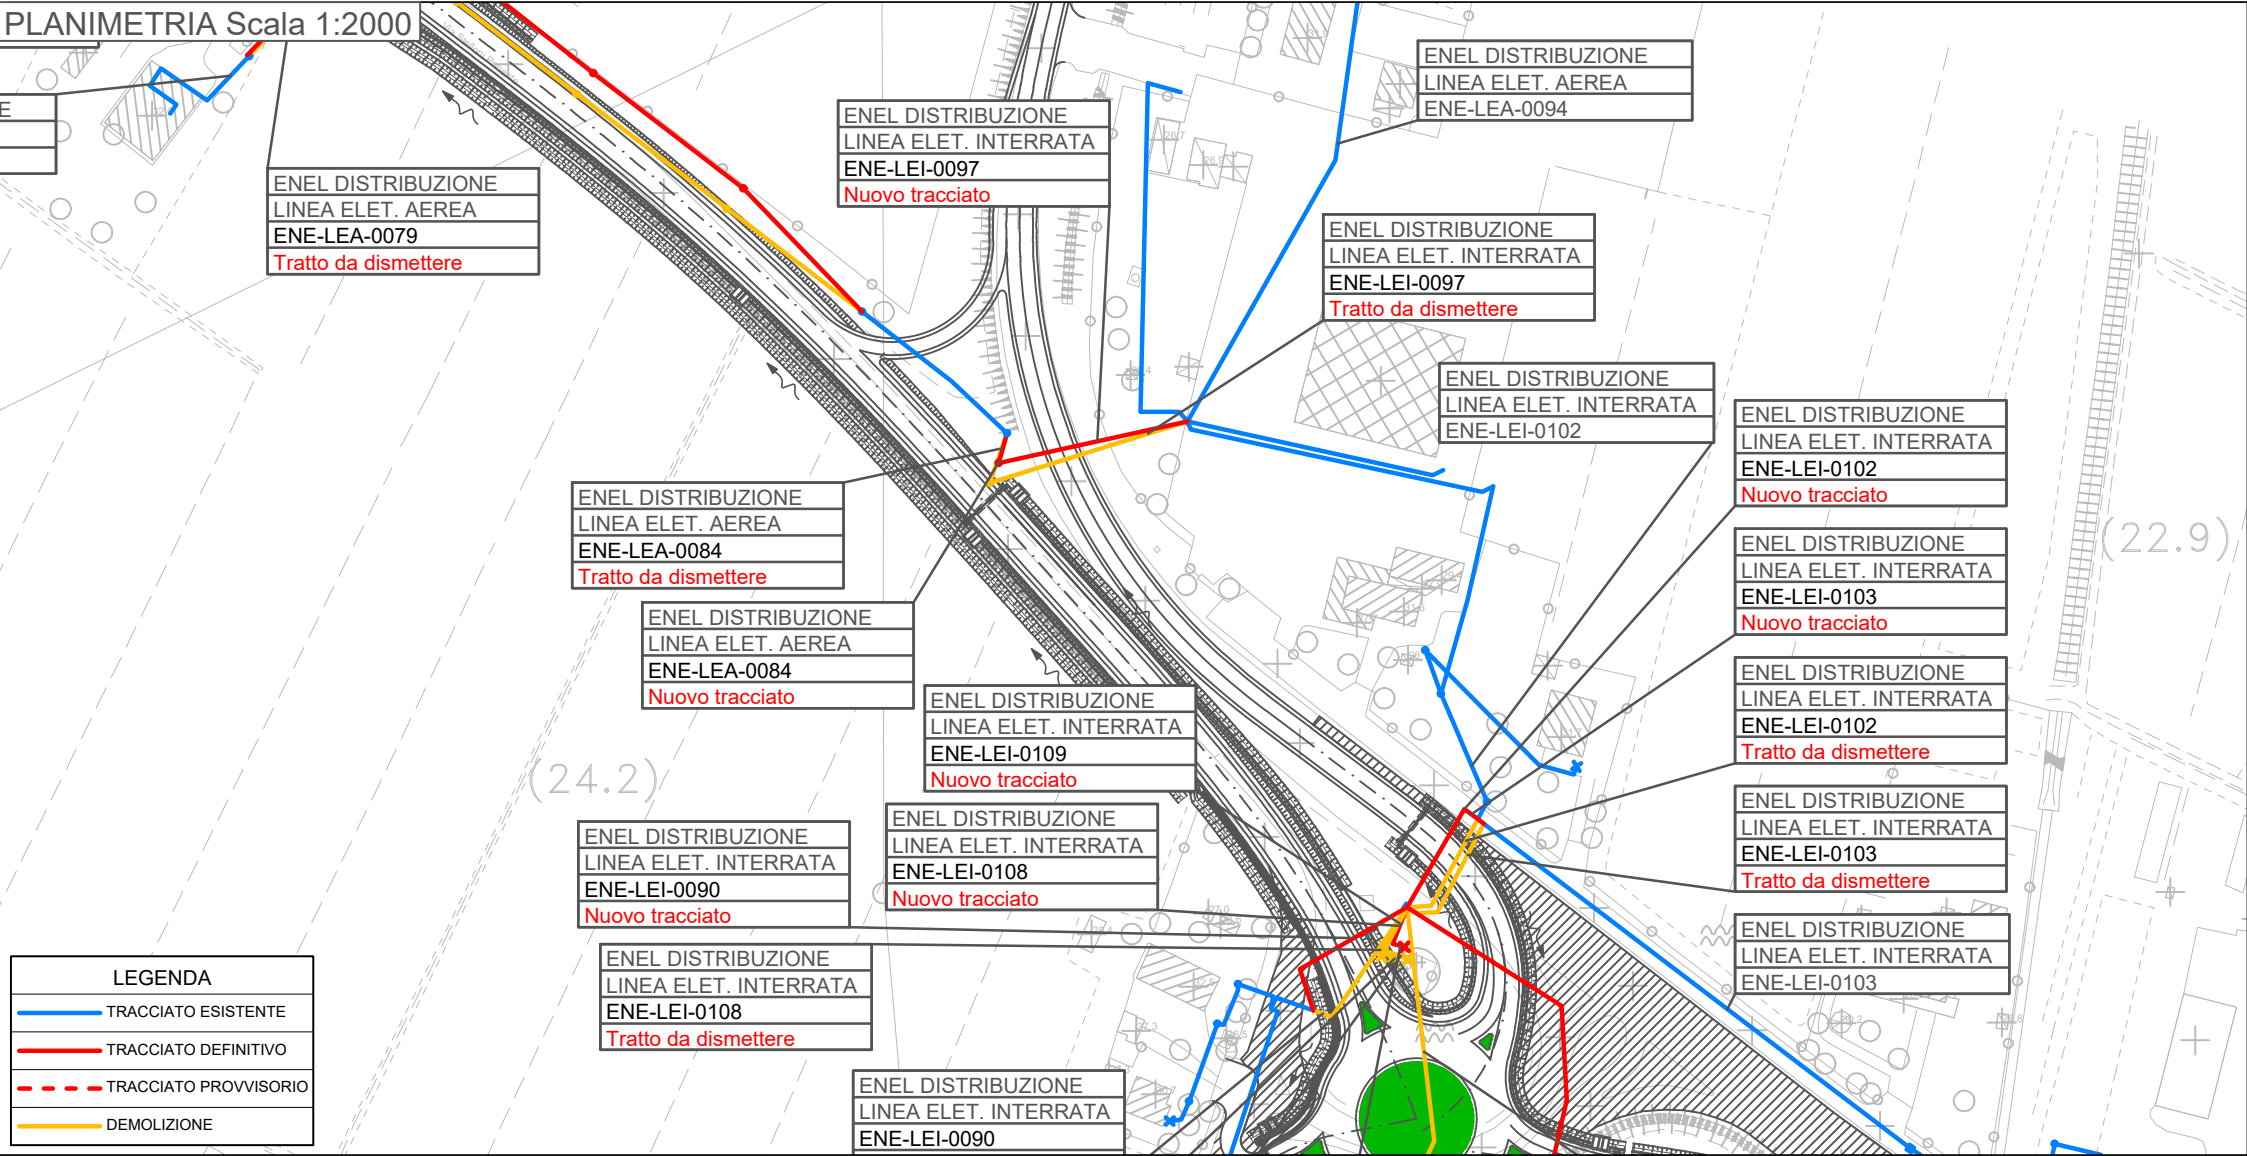 PLANIMETRIA Scala 1:2000
E
ENEL DISTRIBUZIONE
LINEA ELET. AEREA
ENE-LEA-0079
Tratto da dismettere
ENEL DISTRIBUZIONE
LINEA ELET. INTERRATA
ENE-LEI-0097
Nuovo tracciato
ENEL DISTRIBUZIONE
LINEA ELET. AEREA
ENE-LEA-0094
ENEL DISTRIBUZIONE
LINEA ELET. INTERRATA
ENE-LEI-0097
Tratto da dismettere
ENEL DISTRIBUZIONE
LINEA ELET. INTERRATA
ENE-LEI-0102
ENEL DISTRIBUZIONE
LINEA ELET. INTERRATA
ENE-LEI-0102
Nuovo tracciato
ENEL DISTRIBUZIONE
LINEA ELET. AEREA
ENE-LEA-0084
Tratto da dismettere
ENEL DISTRIBUZIONE
LINEA ELET. INTERRATA
ENE-LEI-0103
Nuovo tracciato
(22.9)
ENEL DISTRIBUZIONE
LINEA ELET. AEREA
ENE-LEA-0084
Nuovo tracciato
ENEL DISTRIBUZIONE
LINEA ELET. INTERRATA
ENE-LEI-0102
Tratto da dismettere
ENEL DISTRIBUZIONE
LINEA ELET. INTERRATA
ENE-LEI-0109
Nuovo tracciato
(24.2)
ENEL DISTRIBUZIONE
LINEA ELET. INTERRATA
ENE-LEI-0103
Tratto da dismettere
ENEL DISTRIBUZIONE
LINEA ELET. INTERRATA
ENE-LEI-0108
Nuovo tracciato
ENEL DISTRIBUZIONE
LINEA ELET. INTERRATA
ENE-LEI-0090
Nuovo tracciato
ENEL DISTRIBUZIONE
LINEA ELET. INTERRATA
ENE-LEI-0103
ENEL DISTRIBUZIONE
LINEA ELET. INTERRATA
ENE-LEI-0108
Tratto da dismettere
ENEL DISTRIBUZIONE
LINEA ELET. INTERRATA
ENE-LEI-0090
LEGENDA
TRACCIATO ESISTENTE
TRACCIATO DEFINITIVO
TRACCIATO PROVVISORIO
DEMOLIZIONE